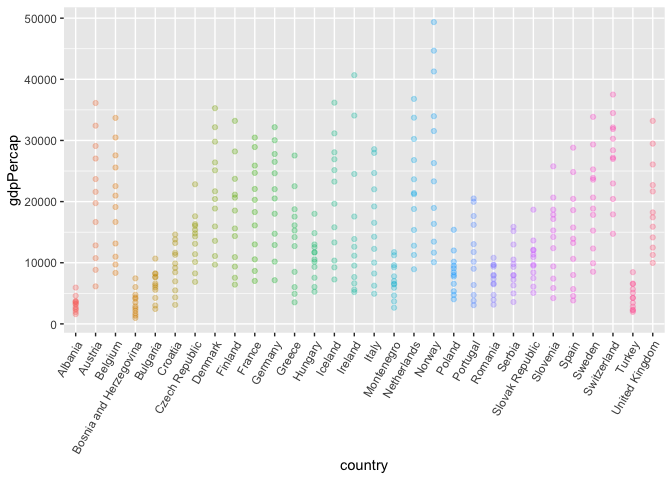 50000
40000
30000
20000
10000
0
gdpPercap
Albania
Austria
Belgium
Bosnia and Herzegovina
Bulgaria
Croatia
Czech Republic
Denmark
Finland
France
Germany
Greece
Hungary
Iceland
Ireland
Italy
Montenegro
Netherlands
Norway
Poland
Portugal
Romania
Serbia
Slovak Republic
Slovenia
Spain
Sweden
Switzerland
Turkey
United Kingdom
country